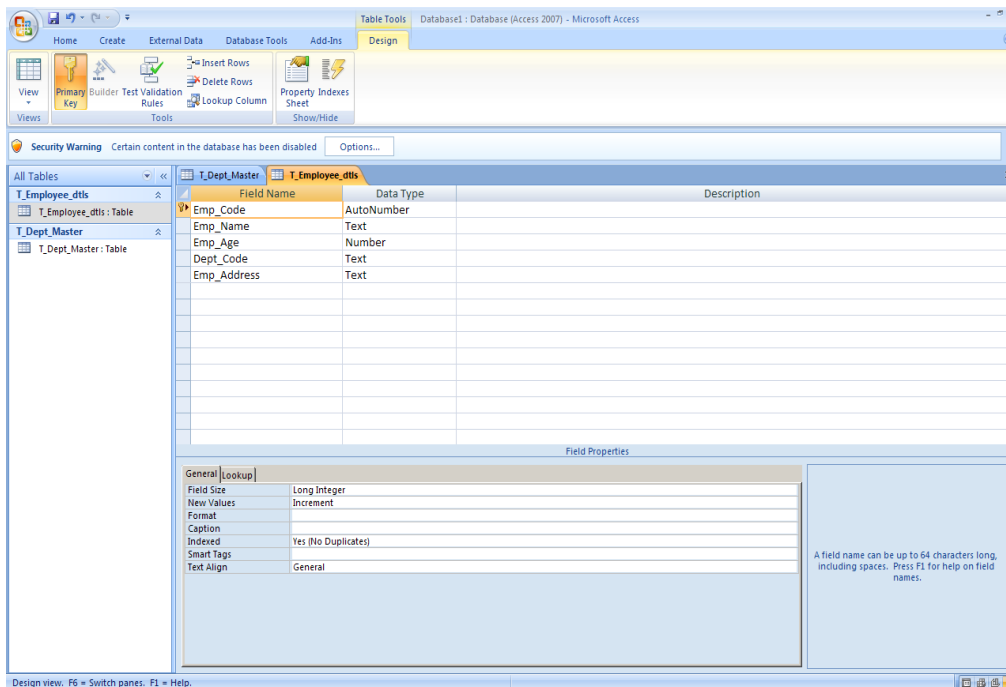 Table Tools Database1 : Database (Access 2007) - Microsoft Access
Home Create External Data Database Tools Add-Ins Design
View
Primary Key
Builder
Test Validation Rules
Insert Rows
Delete Rows
Lookup Column
Property Sheet
Indexes
Views Tools Show/Hide
Security Warning Certain content in the database has been disabled Options...
All Tables
T_Employee_dtls
T_Employee_dtls : Table
T_Dept_Master
T_Dept_Master : Table
T_Dept_Master T_Employee_dtls
Field Name Data Type Description
Emp_Code AutoNumber
Emp_Name Text
Emp_Age Number
Dept_Code Text
Emp_Address Text
Field Properties
General Lookup
Field Size Long Integer
New Values Increment
Format
Caption
Indexed Yes (No Duplicates)
Smart Tags
Text Align General
A field name can be up to 64 characters long,
including spaces. Press F1 for help on field
names.
Design view. F6 = Switch panes. F1 = Help.